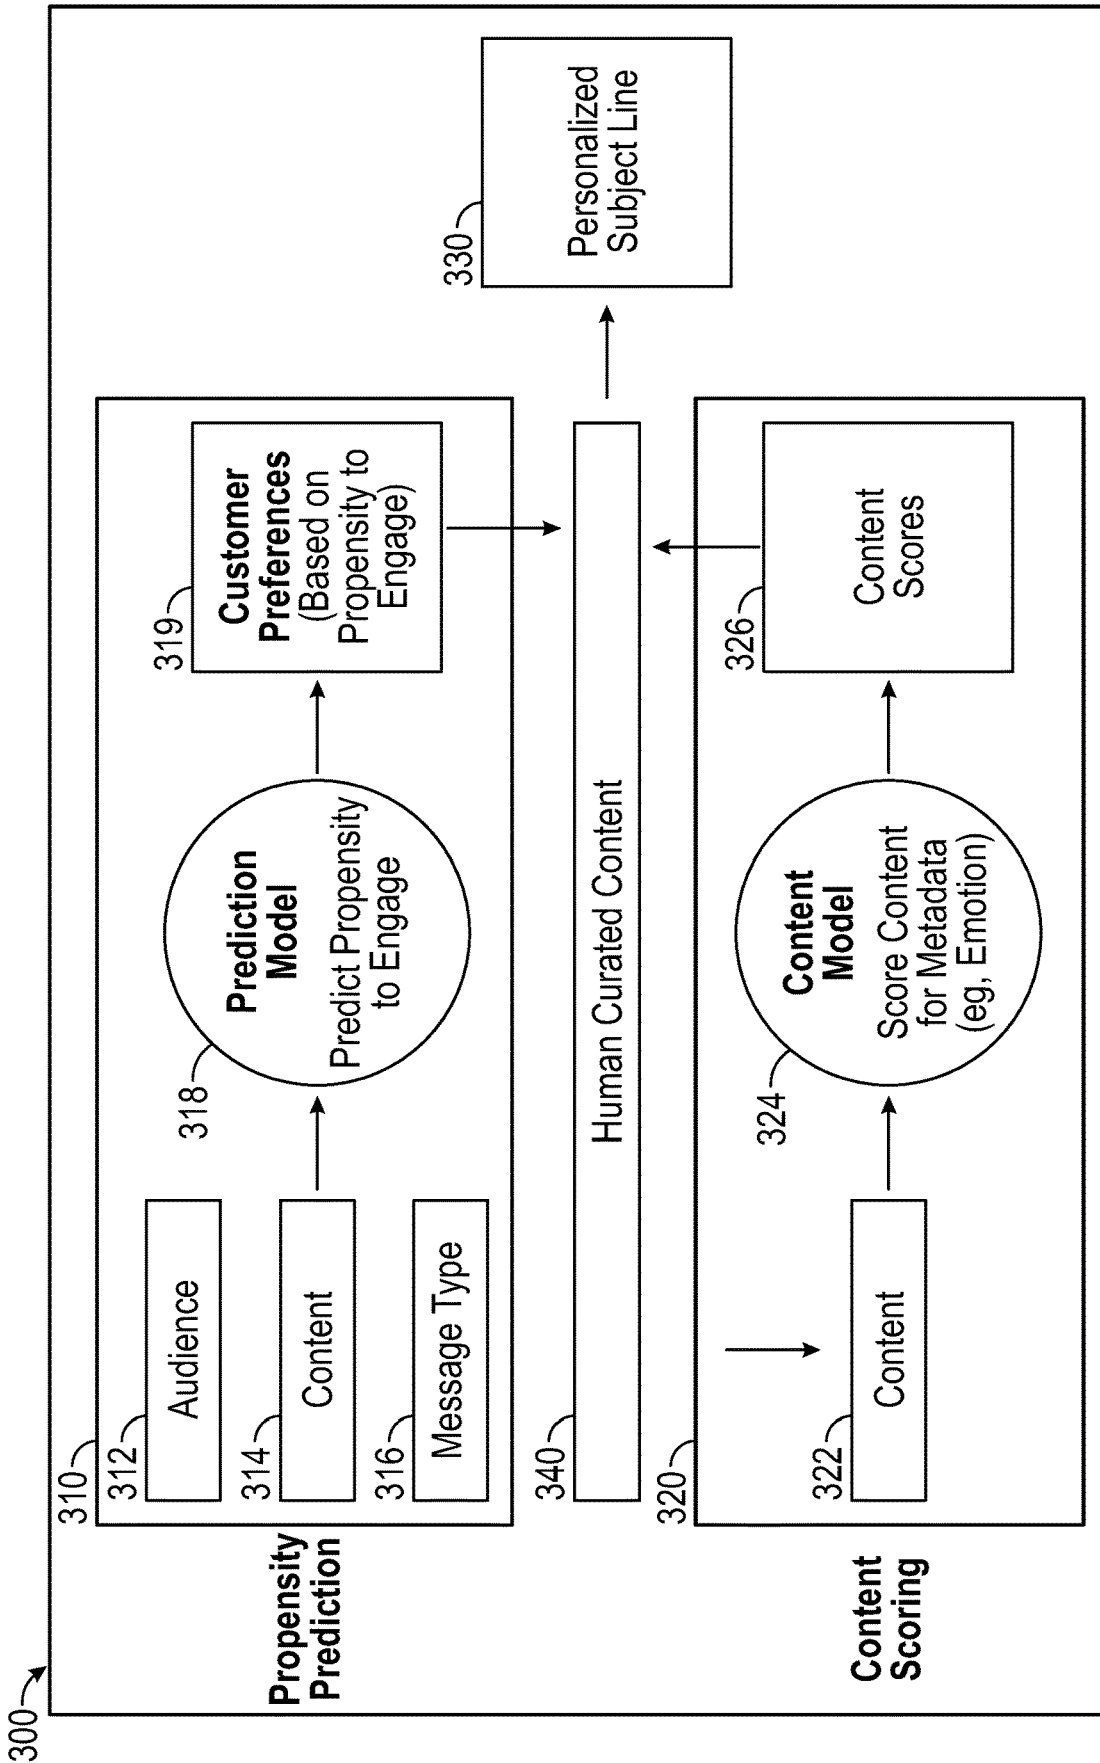 300
Propensity
Prediction
310
312
Audience
314
Content
316
Message Type
318
Prediction
Model
Predict Propensity
to Engage
319
Customer
Preferences
(Based on
Propensity to
Engage)
340
Human Curated Content
330
Personalized
Subject Line
Content
Scoring
320
322
Content
324
Content
Model
Score Content
for Metadata
(eg, Emotion)
326
Content
Scores